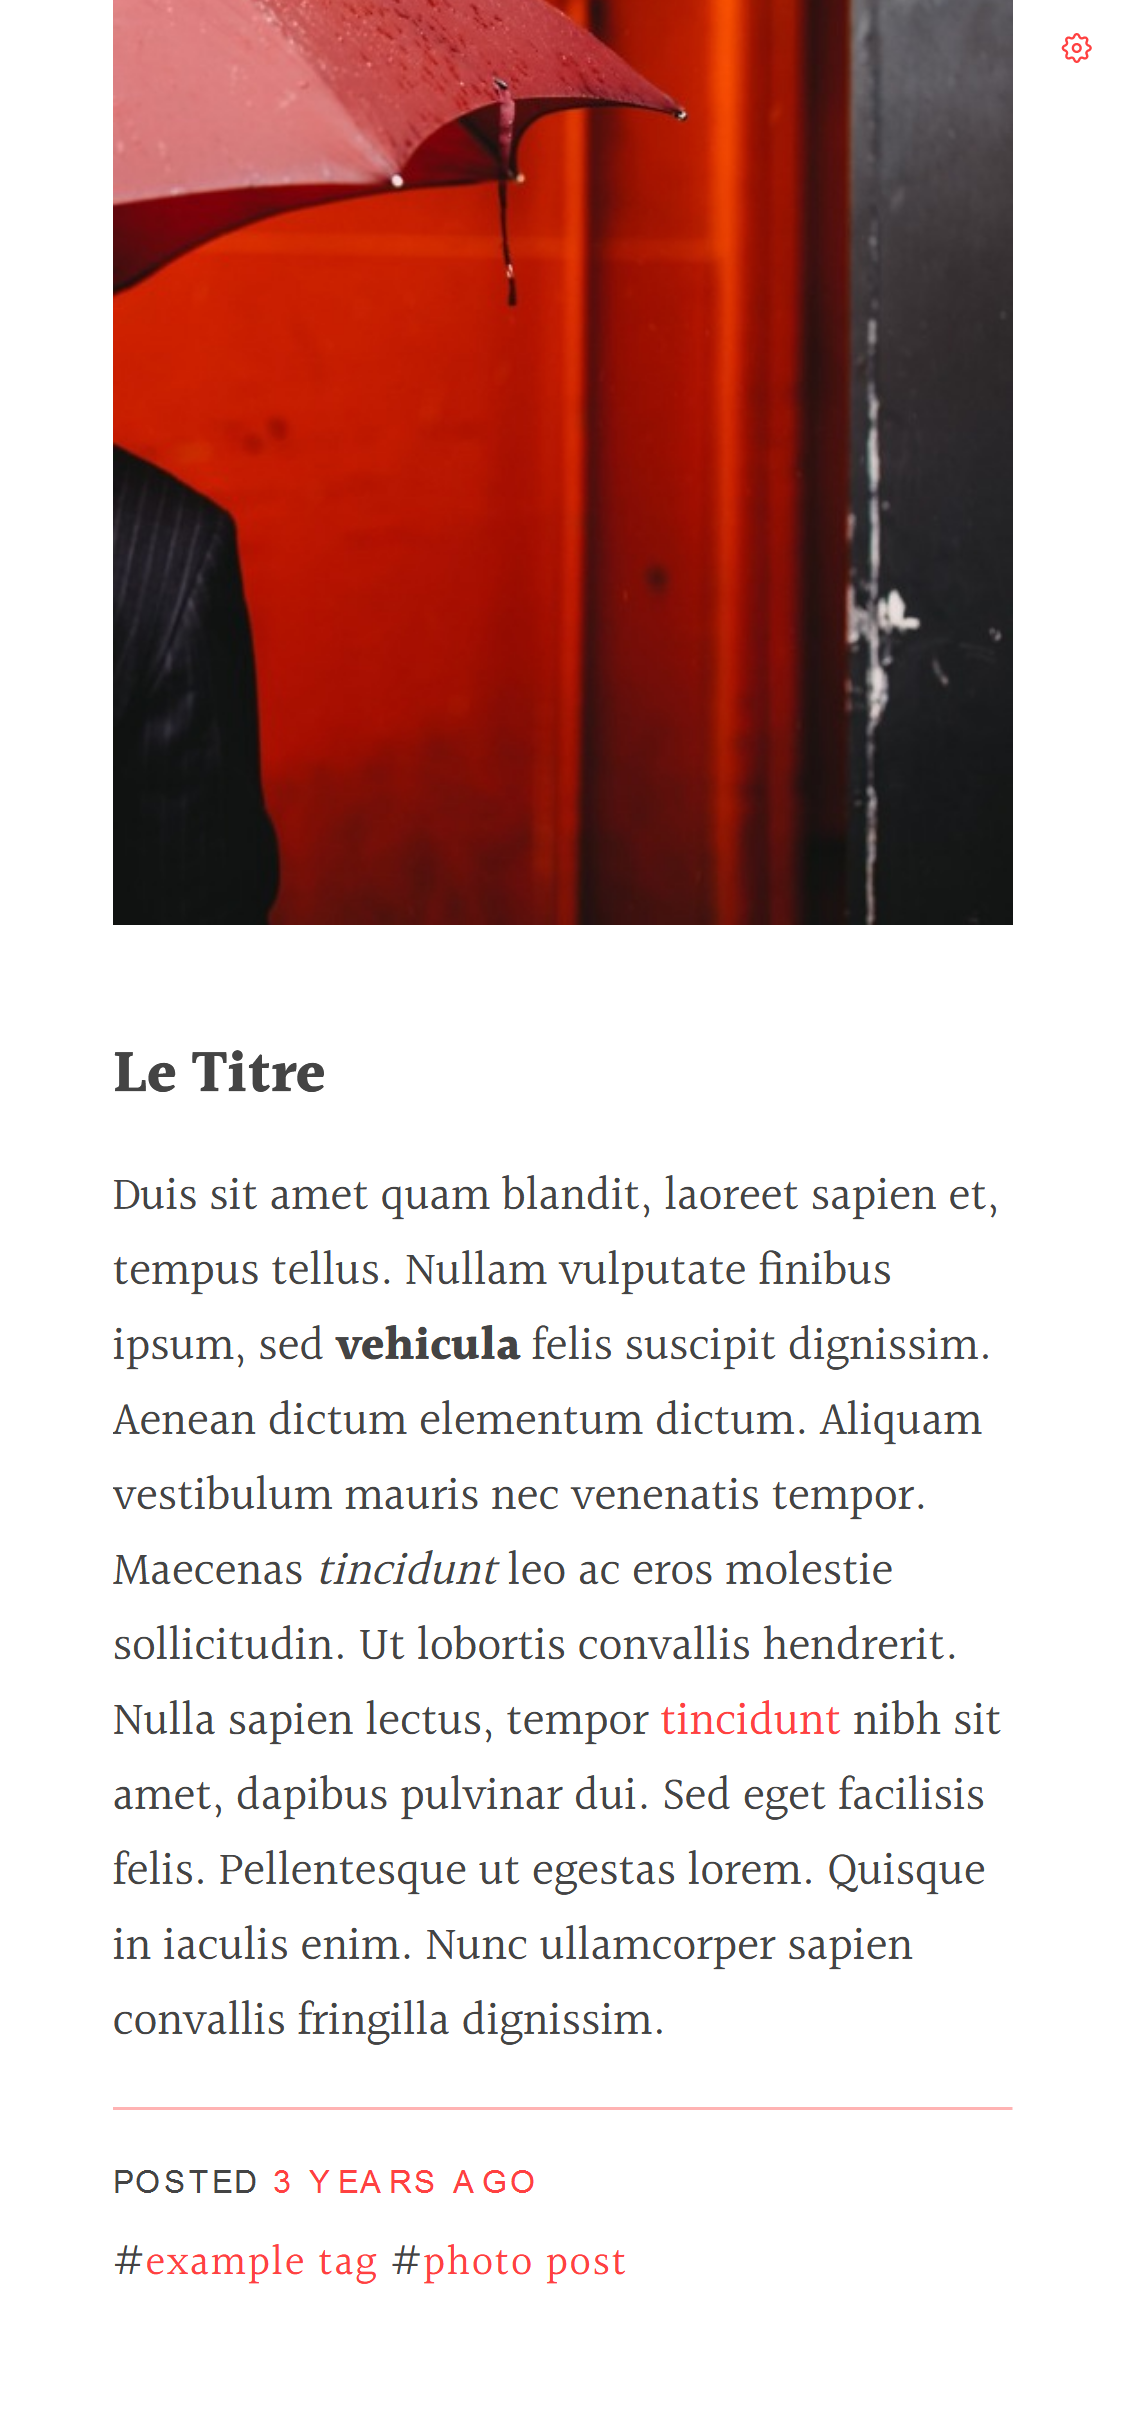 Le Titre
Duis sit amet quam blandit, laoreet sapien et,
tempus tellus. Nullam vulputate finibus
ipsum, sed vehicula felis suscipit dignissim.
Aenean dictum elementum dictum. Aliquam
vestibulum mauris nec venenatis tempor.
Maecenas tincidunt leo ac eros molestie
sollicitudin. Ut lobortis convallis hendrerit.
Nulla sapien lectus, tempor tincidunt nibh sit
amet, dapibus pulvinar dui. Sed eget facilisis
felis. Pellentesque ut egestas lorem. Quisque
in iaculis enim. Nunc ullamcorper sapien
convallis fringilla dignissim.
POSTED 3 YEARS AGO
#example tag #photo post